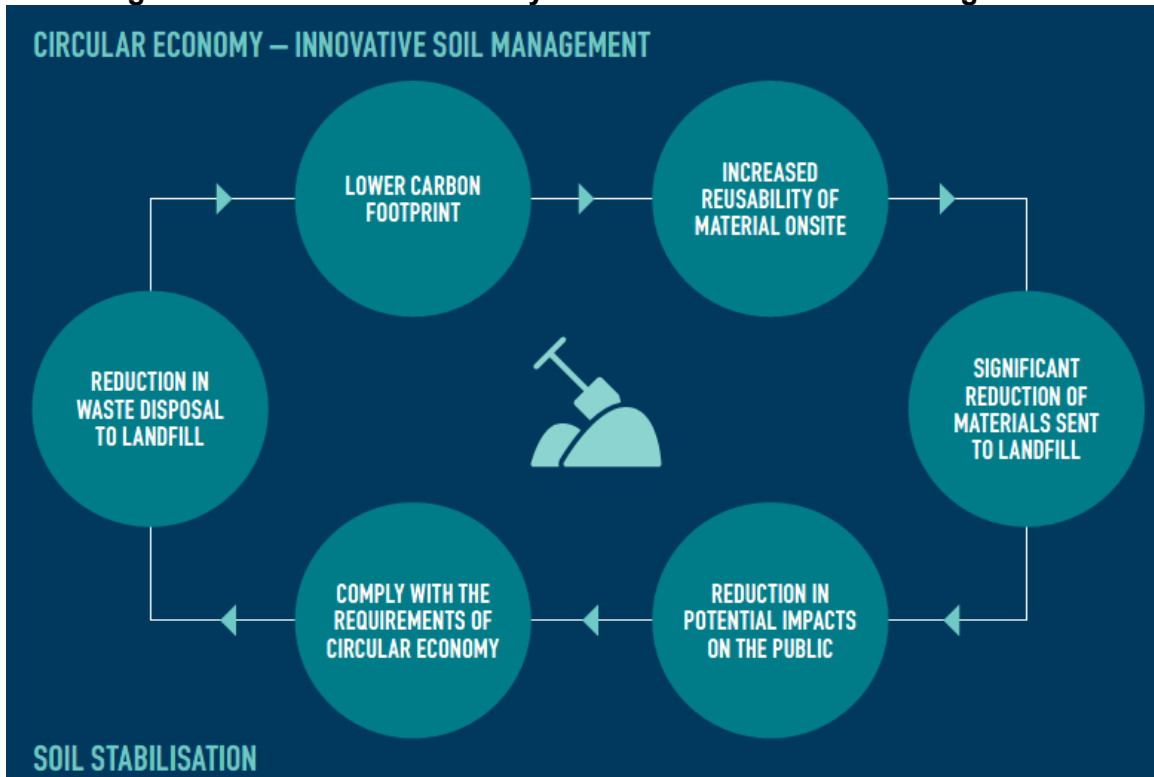 CIRCULAR ECONOMY – INNOVATIVE SOIL MANAGEMENT
LOWER CARBON
FOOTPRINT
INCREASED
REUSABILITY OF
MATERIAL ONSITE
SIGNIFICANT
REDUCTION OF
MATERIALS SENT
TO LANDFILL
REDUCTION IN
POTENTIAL IMPACTS
ON THE PUBLIC
COMPLY WITH THE
REQUIREMENTS OF
CIRCULAR ECONOMY
REDUCTION IN
WASTE DISPOSAL
TO LANDFILL
SOIL STABILISATION